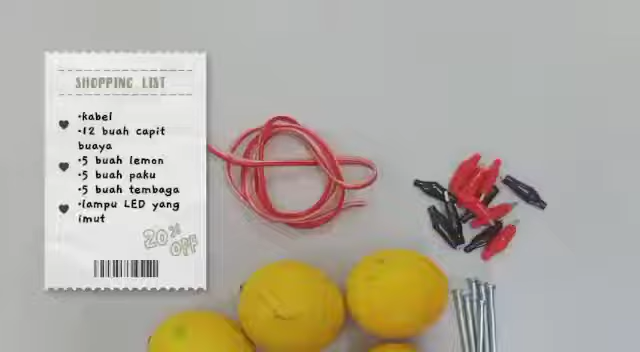 SHOPPING LIST
•kabel
•12 buah capit
buaya
•5 buah lemon
•5 buah paku
•5 buah tembaga
•lampu LED yang
imut
20%
OFF